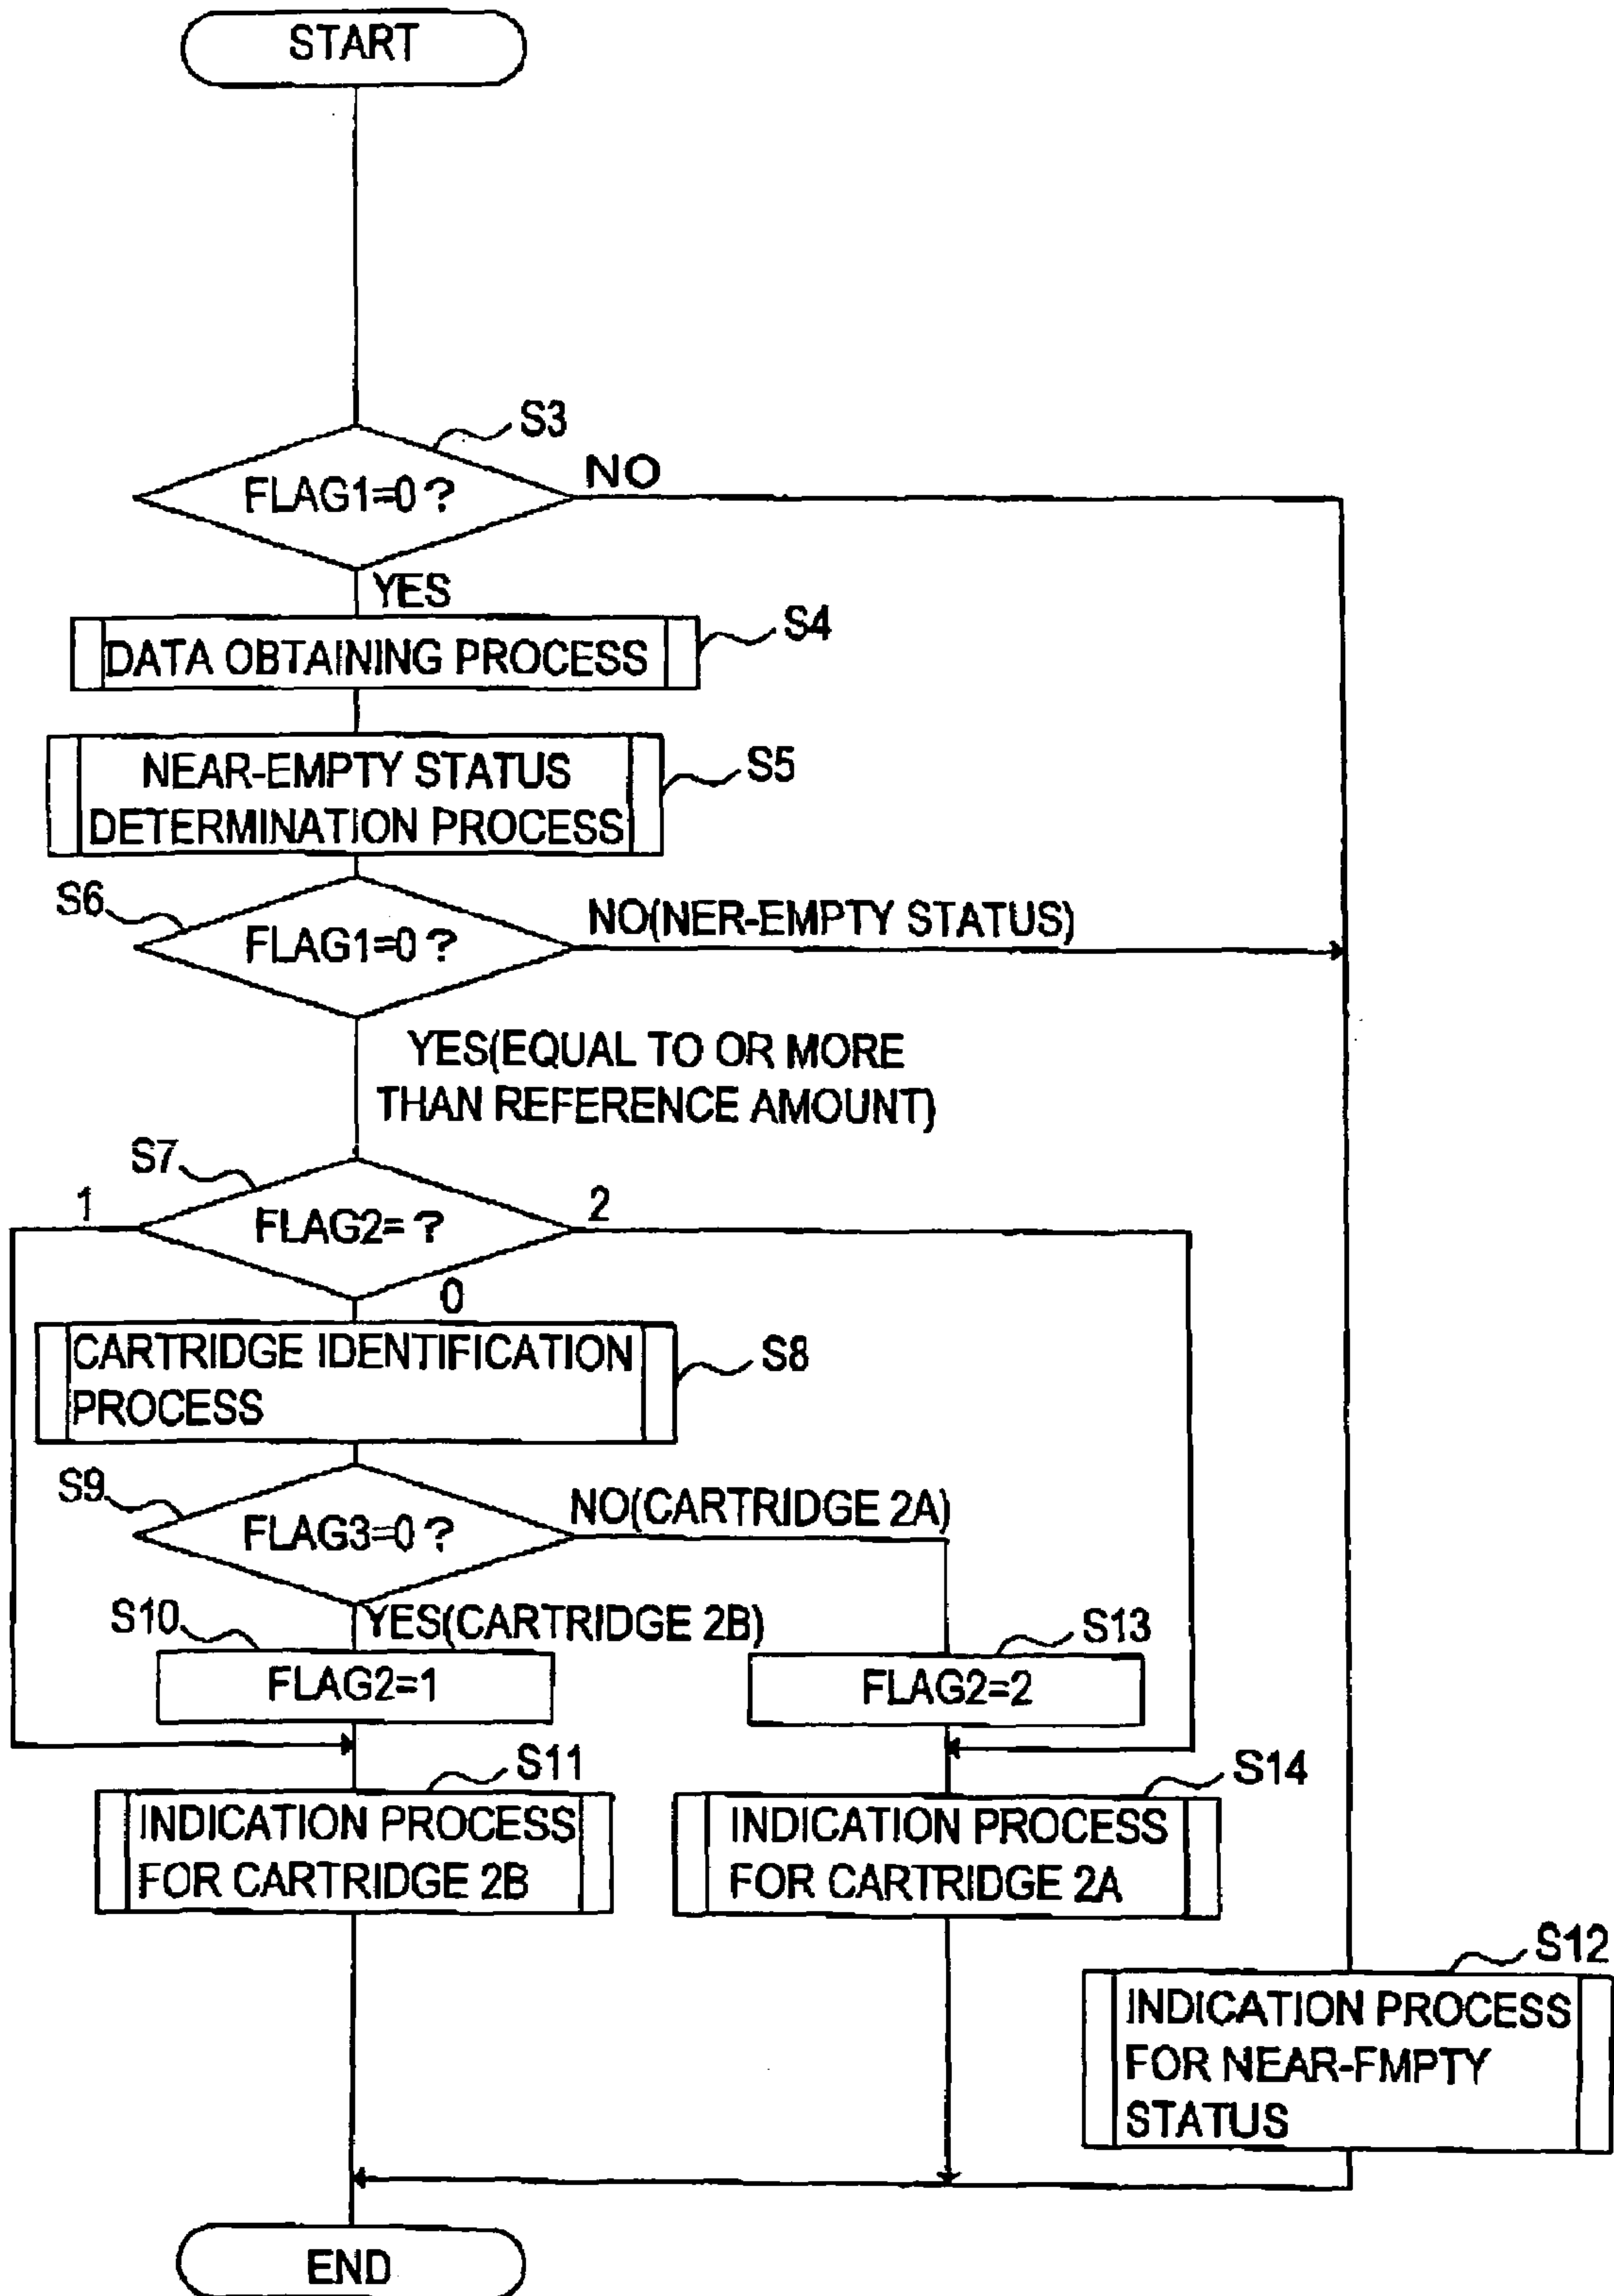 START
S3
FLAG1=0 ?
NO
YES
DATA OBTAINING PROCESS
S4
NEAR-EMPTY STATUS
DETERMINATION PROCESS
S5
S6
FLAG1=0 ?
NO(NER-EMPTY STATUS)
YES(EQUAL TO OR MORE
THAN REFERENCE AMOUNT)
S7
1
FLAG2= ?
2
0
CARTRIDGE IDENTIFICATION
PROCESS
S8
S9
FLAG3=0 ?
NO(CARTRIDGE 2A)
YES(CARTRIDGE 2B)
S10
FLAG2=1
S13
FLAG2=2
S11
INDICATION PROCESS
FOR CARTRIDGE 2B
S14
INDICATION PROCESS
FOR CARTRIDGE 2A
S12
INDICATION PROCESS
FOR NEAR-FMPTY
STATUS
END